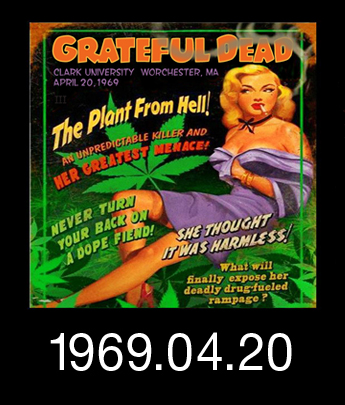 GRATEFUL DEAD
CLARK UNIVERSITY WORCHESTER, MA
APRIL 20, 1969
The Plant From Hell!
AN UNPREDICTABLE KILLER AND
HER GREATEST MENACE!
NEVER TURN
YOUR BACK ON
A DOPE FIEND!
SHE THOUGHT
IT WAS HARMLESS!
What will
finally expose her
deadly drug-fueled
rampage ?
1969.04.20